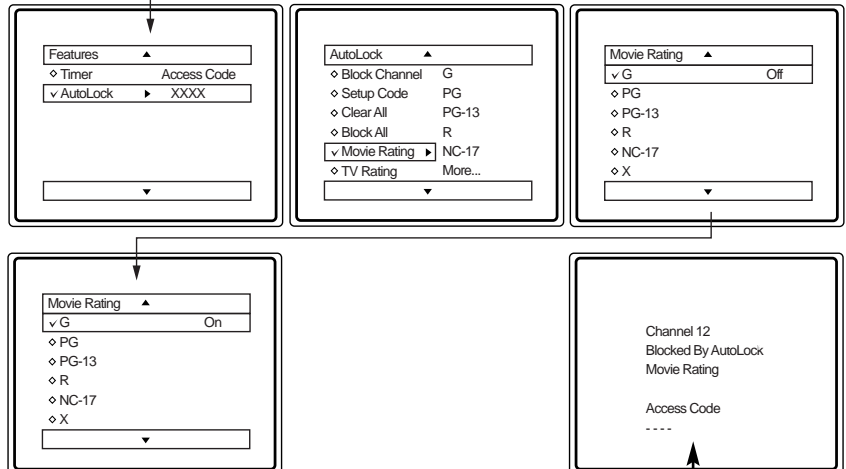 Features
Timer Access Code
AutoLock XXXX
AutoLock
Block Channel G
Setup Code PG
Clear All PG-13
Block All R
Movie Rating NC-17
TV Rating More...
Movie Rating
G Off
PG
PG-13
R
NC-17
X
Movie Rating
G On
PG
PG-13
R
NC-17
X
Channel 12
Blocked By AutoLock
Movie Rating
Access Code
- - - -